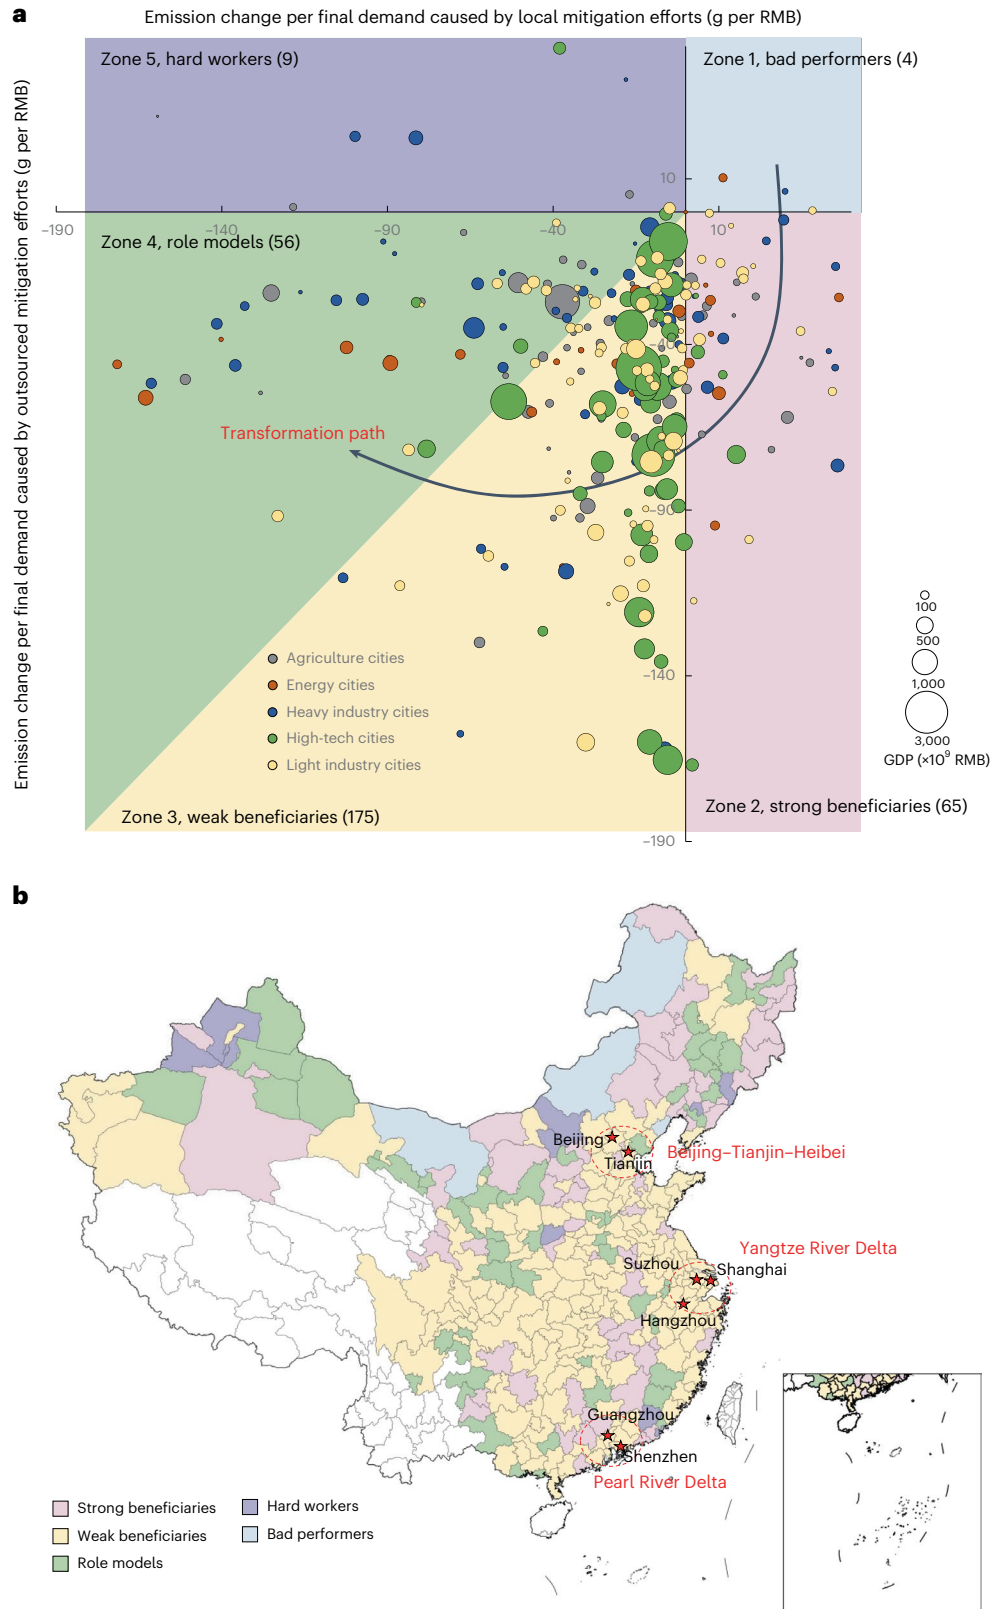 a
Emission change per final demand caused by local mitigation efforts (g per RMB)
Emission change per final demand caused by outsourced mitigation efforts (g per RMB)
Zone 5, hard workers (9)
Zone 1, bad performers (4)
10
−190
−140
−90
−40
10
Zone 4, role models (56)
−40
Transformation path
−90
100
500
1,000
3,000
GDP (×10⁹ RMB)
Agriculture cities
Energy cities
Heavy industry cities
High-tech cities
Light industry cities
−140
Zone 2, strong beneficiaries (65)
Zone 3, weak beneficiaries (175)
−190
b
Beijing
Tianjin
Beijing–Tianjin–Heibei
Yangtze River Delta
Suzhou
Shanghai
Hangzhou
Guangzhou
Shenzhen
Pearl River Delta
Strong beneficiaries
Weak beneficiaries
Role models
Hard workers
Bad performers